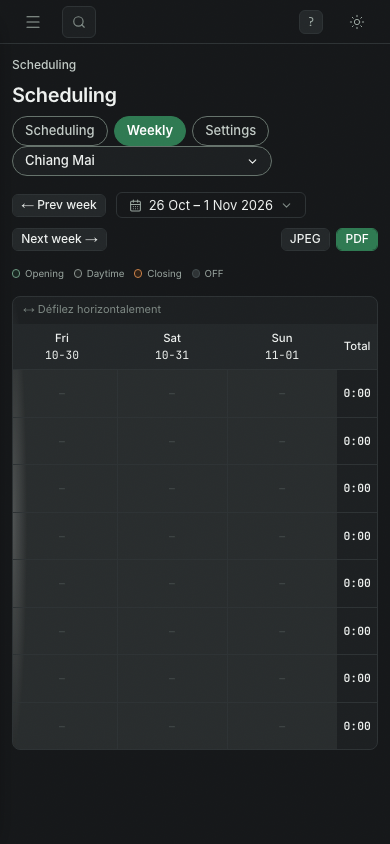 ?
Scheduling
Scheduling
Scheduling Weekly Settings
Chiang Mai
← Prev week 26 Oct – 1 Nov 2026
Next week → JPEG PDF
Opening Daytime Closing OFF
↔ Défilez horizontalement
Fri Sat Sun Total
10-30 10-31 11-01
– – – 0:00
– – – 0:00
– – – 0:00
– – – 0:00
– – – 0:00
– – – 0:00
– – – 0:00
– – – 0:00